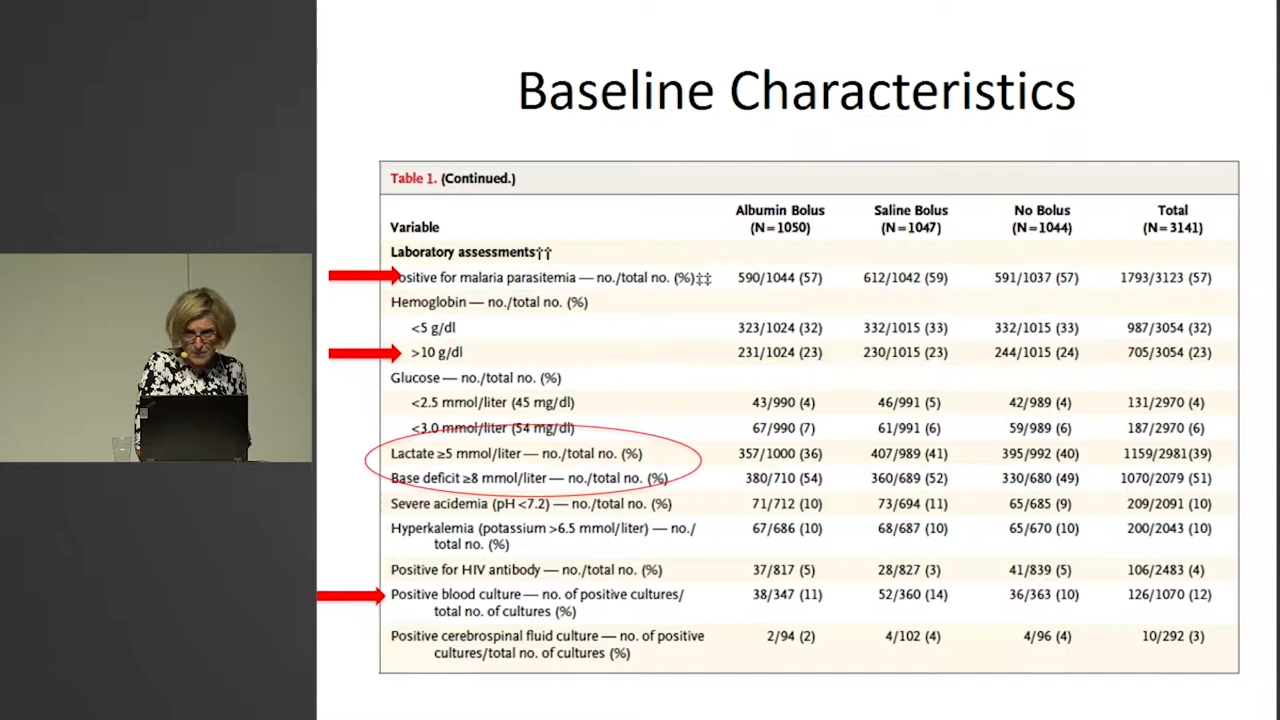 Baseline Characteristics
Table 1. (Continued.)
Variable Albumin Bolus (N=1050) Saline Bolus (N=1047) No Bolus (N=1044) Total (N=3141)
Laboratory assessments††
Positive for malaria parasitemia — no./total no. (%)‡‡ 590/1044 (57) 612/1042 (59) 591/1037 (57) 1793/3123 (57)
Hemoglobin — no./total no. (%)
<5 g/dl 323/1024 (32) 332/1015 (33) 332/1015 (33) 987/3054 (32)
>10 g/dl 231/1024 (23) 230/1015 (23) 244/1015 (24) 705/3054 (23)
Glucose — no./total no. (%)
<2.5 mmol/liter (45 mg/dl) 43/990 (4) 46/991 (5) 42/989 (4) 131/2970 (4)
<3.0 mmol/liter (54 mg/dl) 67/990 (7) 61/991 (6) 59/989 (6) 187/2970 (6)
Lactate ≥5 mmol/liter — no./total no. (%) 357/1000 (36) 407/989 (41) 395/992 (40) 1159/2981(39)
Base deficit ≥8 mmol/liter — no./total no. (%) 380/710 (54) 360/689 (52) 330/680 (49) 1070/2079 (51)
Severe acidemia (pH <7.2) — no./total no. (%) 71/712 (10) 73/694 (11) 65/685 (9) 209/2091 (10)
Hyperkalemia (potassium >6.5 mmol/liter) — no./ 67/686 (10) 68/687 (10) 65/670 (10) 200/2043 (10)
total no. (%)
Positive for HIV antibody — no./total no. (%) 37/817 (5) 28/827 (3) 41/839 (5) 106/2483 (4)
Positive blood culture — no. of positive cultures/ 38/347 (11) 52/360 (14) 36/363 (10) 126/1070 (12)
total no. of cultures (%)
Positive cerebrospinal fluid culture — no. of positive 2/94 (2) 4/102 (4) 4/96 (4) 10/292 (3)
cultures/total no. of cultures (%)